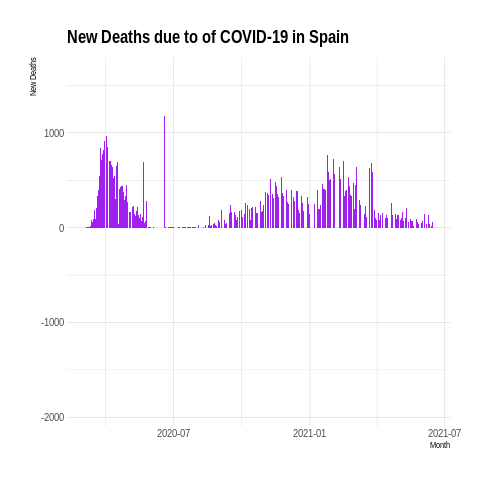 New Deaths due to of COVID-19 in Spain
New Deaths
1000
0
-1000
-2000
2020-07
2021-01
2021-07
Month